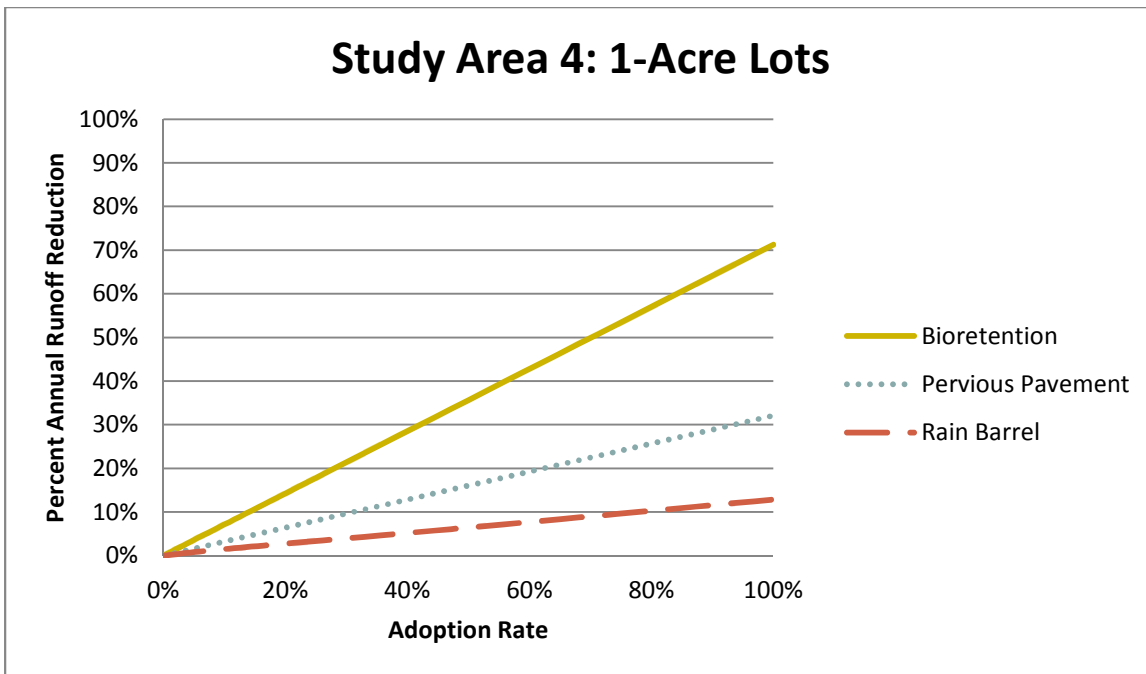 Study Area 4: 1-Acre Lots
Percent Annual Runoff Reduction
100%
90%
80%
70%
60%
50%
40%
30%
20%
10%
0%
0% 20% 40% 60% 80% 100%
Adoption Rate
Bioretention
Pervious Pavement
Rain Barrel